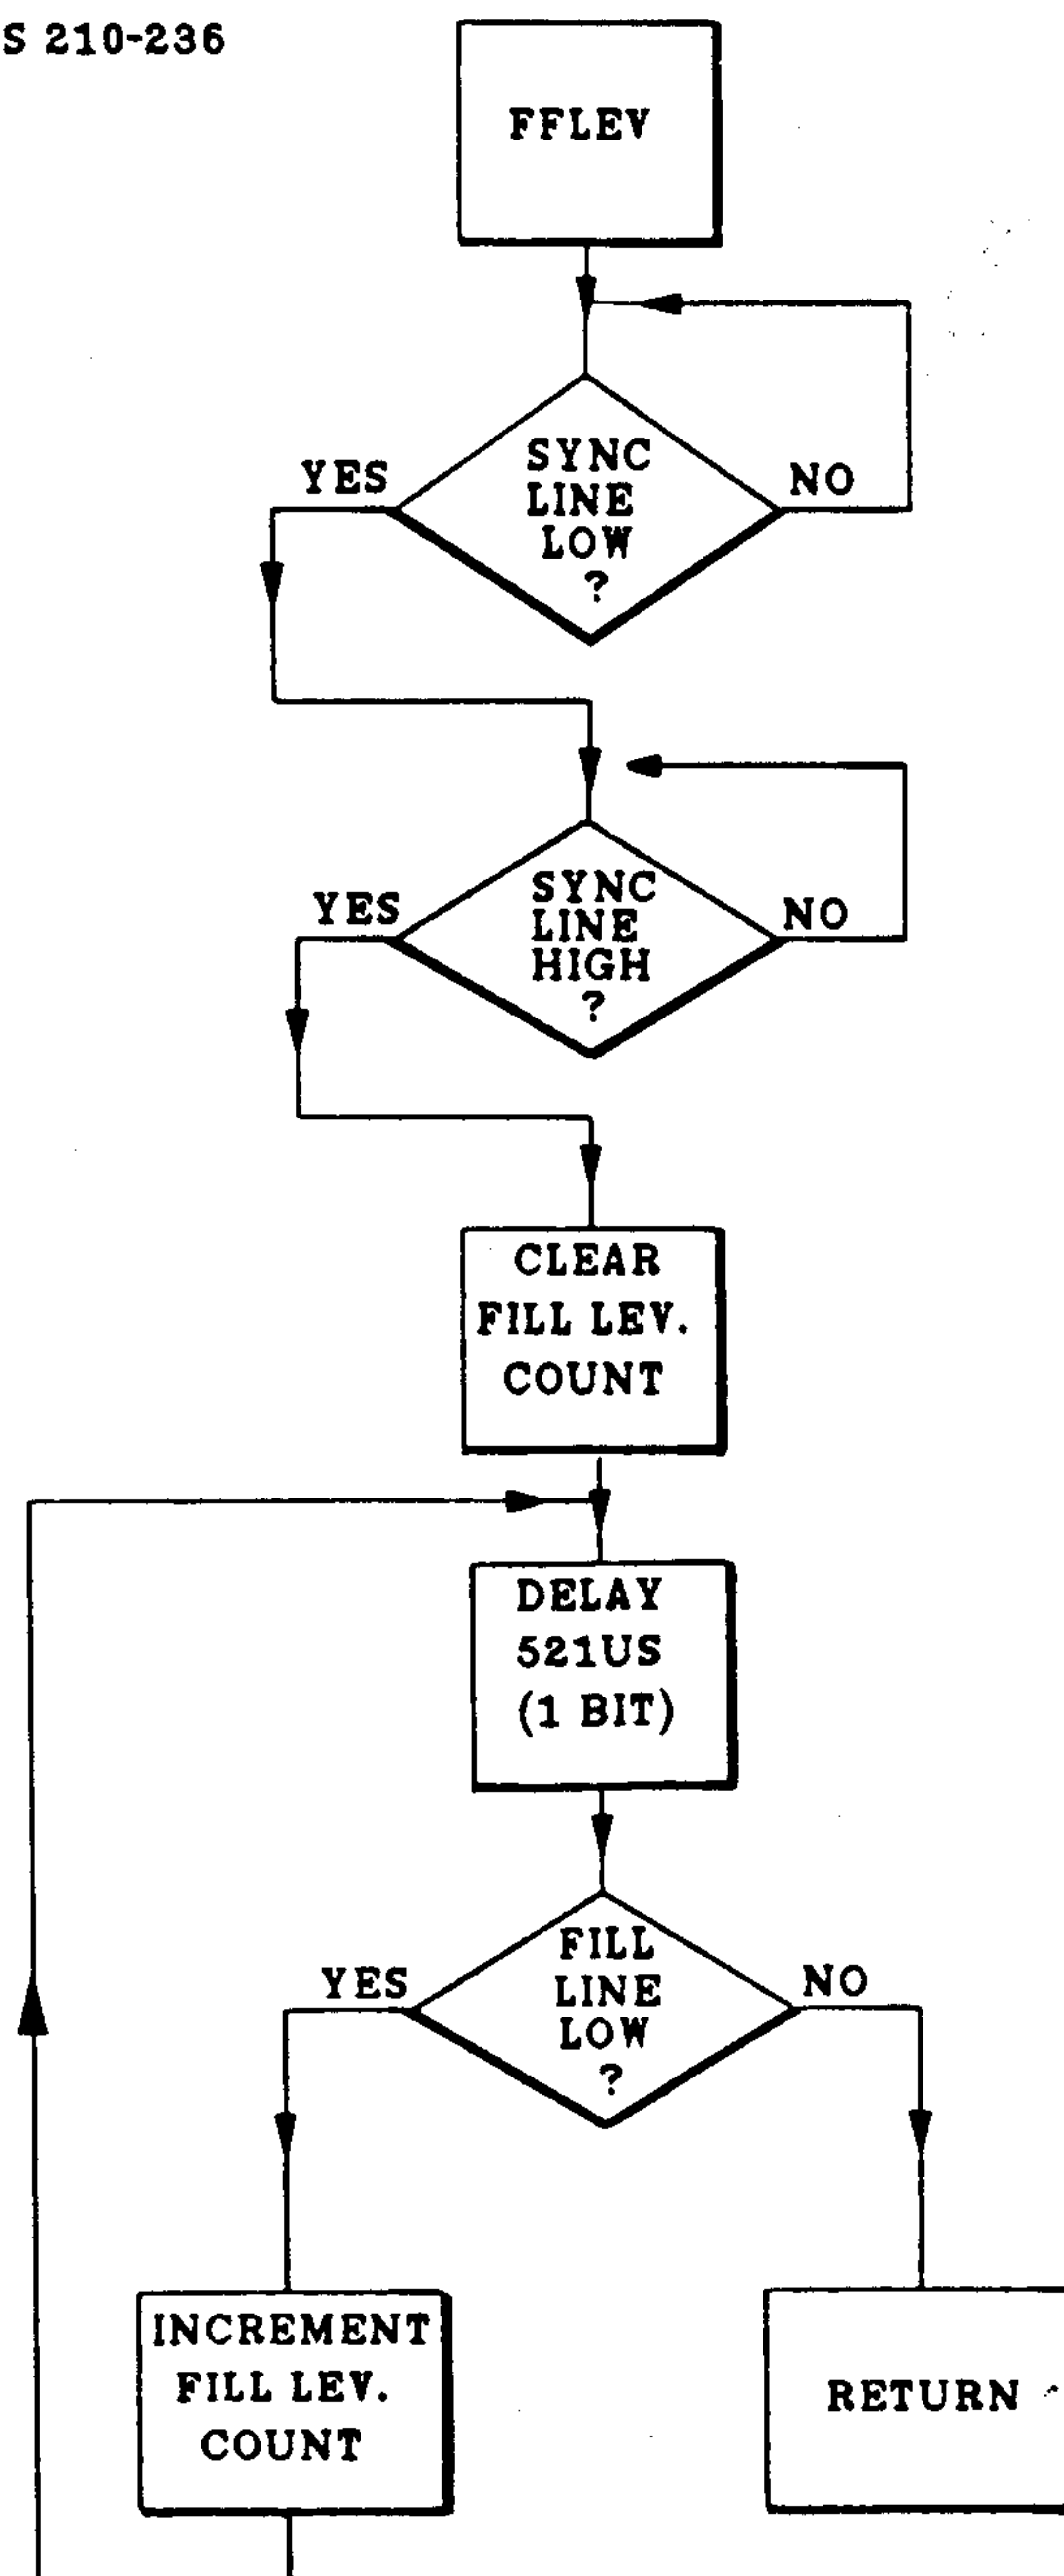 S 210-236
FFLEV
SYNC
LINE
LOW
?
YES
NO
SYNC
LINE
HIGH
?
YES
NO
CLEAR
FILL LEV.
COUNT
DELAY
521US
(1 BIT)
FILL
LINE
LOW
?
YES
NO
INCREMENT
FILL LEV.
COUNT
RETURN